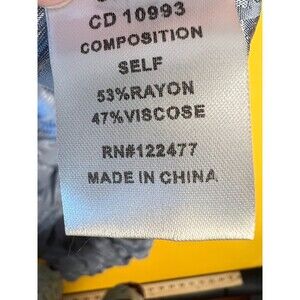 CD 10993
COMPOSITION
SELF
53%RAYON
47%VISCOSE
RN#122477
MADE IN CHINA